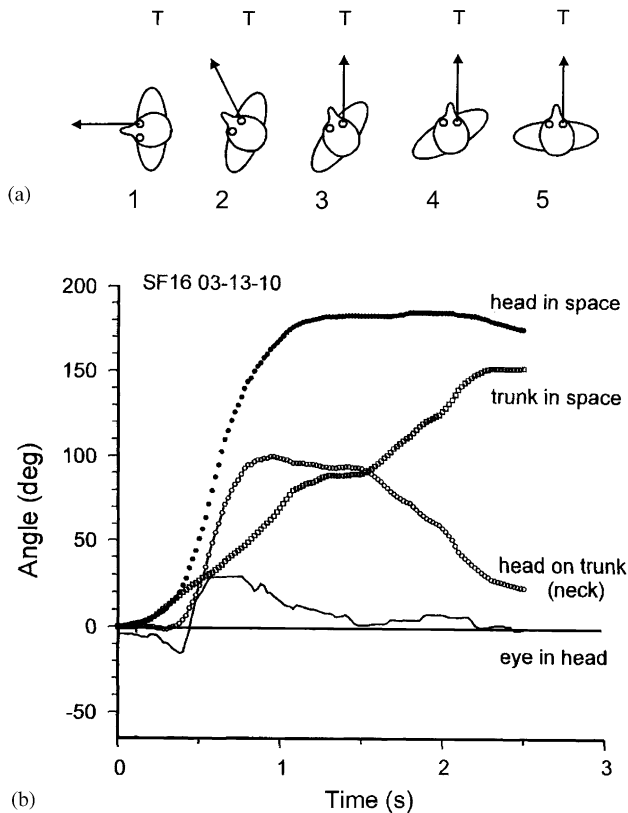 T T T T T
1 2 3 4 5
(a)
SF16 03-13-10
200
150
100
50
0
-50
Angle (deg)
head in space
trunk in space
head on trunk
(neck)
eye in head
0 1 2 3
Time (s)
(b)